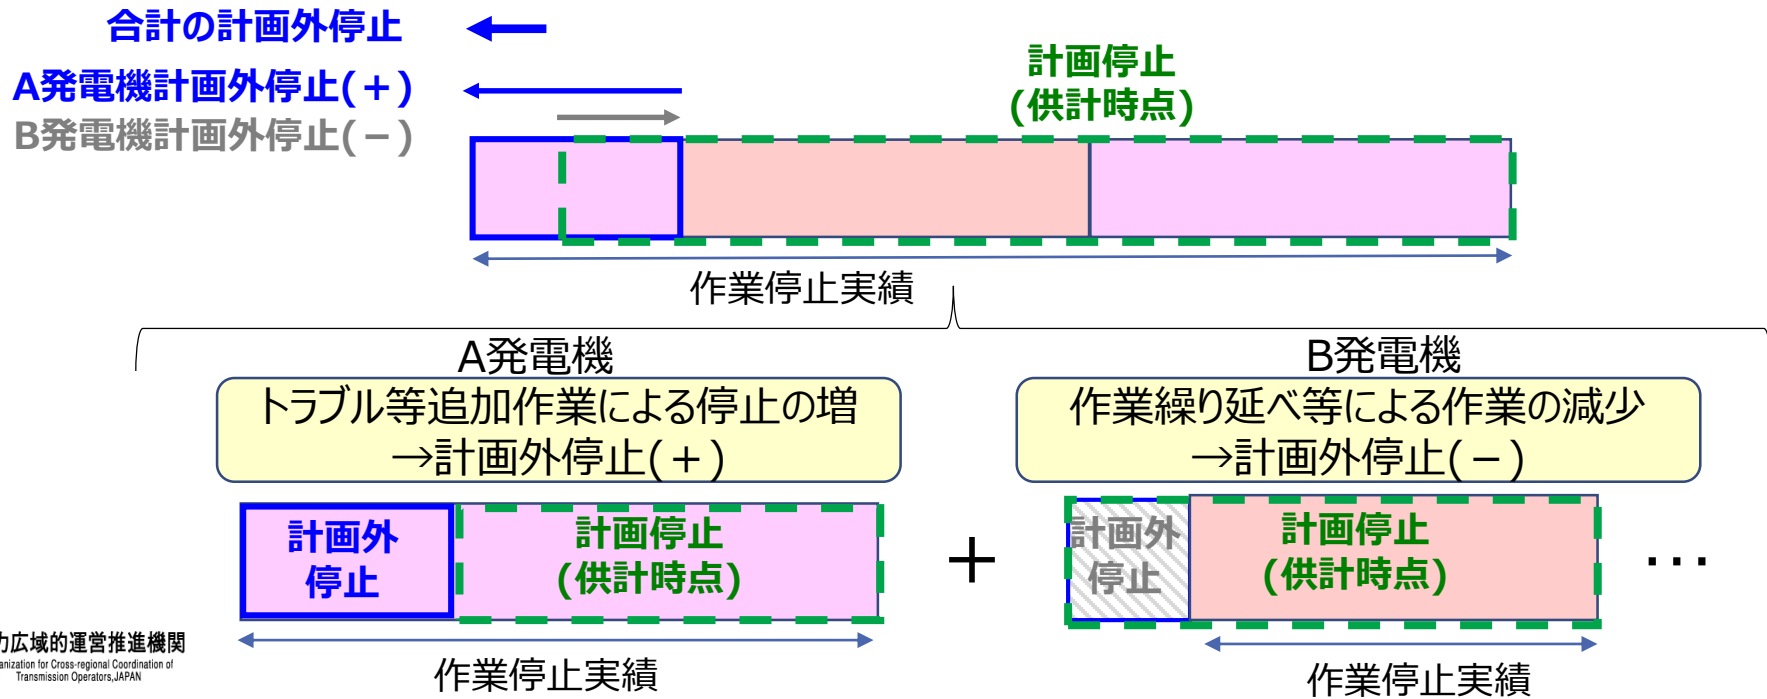 合計の計画外停止
A発電機計画外停止(+)
B発電機計画外停止(-)
計画停止
(供計時点)
作業停止実績
A発電機
トラブル等追加作業による停止の増
→計画外停止(+)
計画外
停止
計画停止
(供計時点)
作業停止実績
+
B発電機
作業繰り延べ等による作業の減少
→計画外停止(-)
計画外
停止
計画停止
(供計時点)
作業停止実績
…
力広域的運営推進機関
anization for Cross-regional Coordination of
Transmission Operators,JAPAN